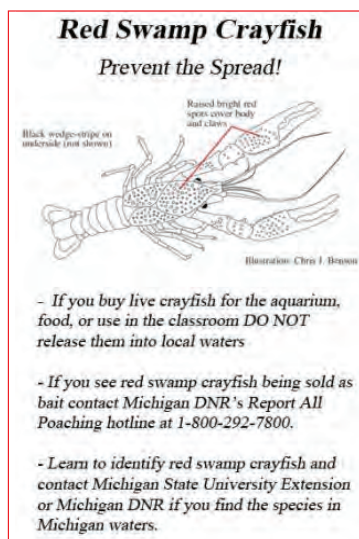 Red Swamp Crayfish
Prevent the Spread!
Raised bright red
spots cover body
and claws
Black wedge-stripe on
underside (not shown)
Illustration: Chris J. Benson
- If you buy live crayfish for the aquarium,
food, or use in the classroom DO NOT
release them into local waters
- If you see red swamp crayfish being sold as
bait contact Michigan DNR's Report All
Poaching hotline at 1-800-292-7800.
- Learn to identify red swamp crayfish and
contact Michigan State University Extension
or Michigan DNR if you find the species in
Michigan waters.